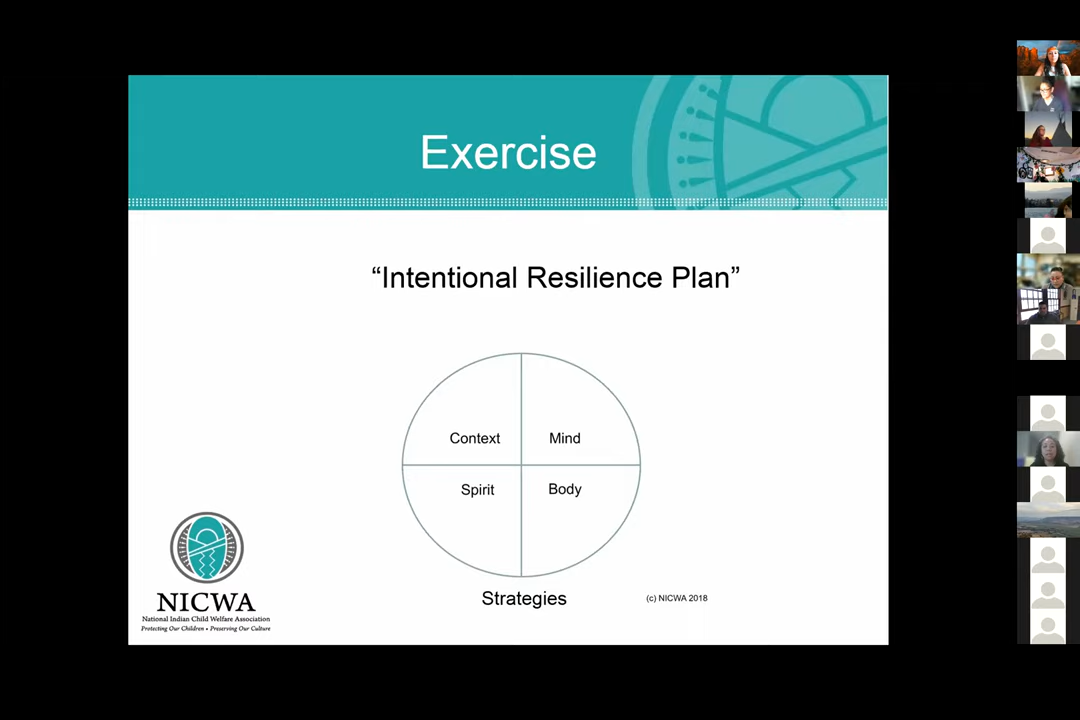 Exercise
“Intentional Resilience Plan”
Context
Mind
Spirit
Body
Strategies
(c) NICWA 2018
NICWA
National Indian Child Welfare Association
Protecting Our Children • Preserving Our Culture